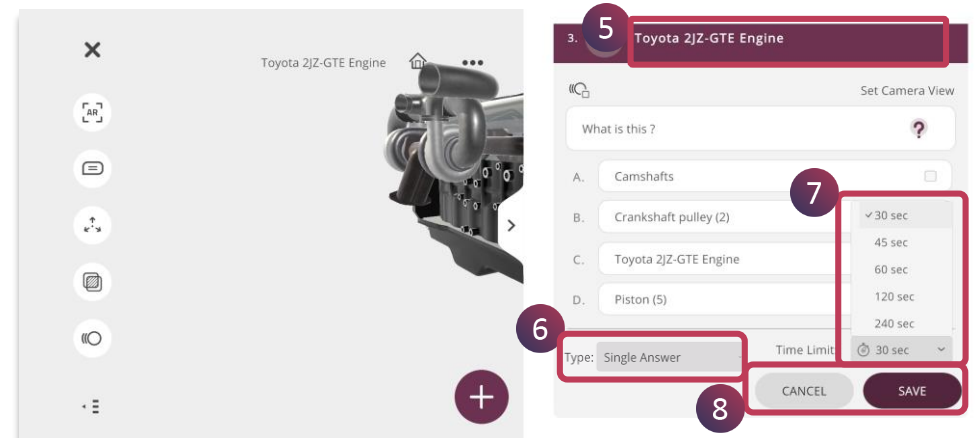 Toyota 2JZ-GTE Engine
AR
3.
5
Toyota 2JZ-GTE Engine
Set Camera View
What is this ?
?
A. Camshafts
7
B. Crankshaft pulley (2)
C. Toyota 2JZ-GTE Engine
D. Piston (5)
30 sec
45 sec
60 sec
120 sec
240 sec
6
Type: Single Answer
Time Limit
30 sec
8
CANCEL
SAVE